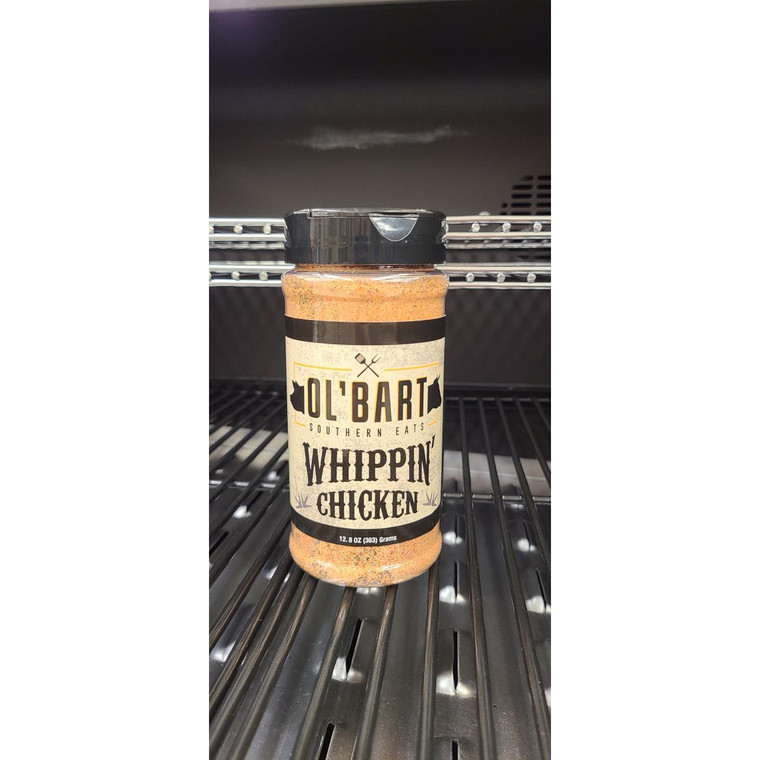 OL'BART
SOUTHERN EATS
WHIPPIN'
CHICKEN
12.8 OZ (363) Grams